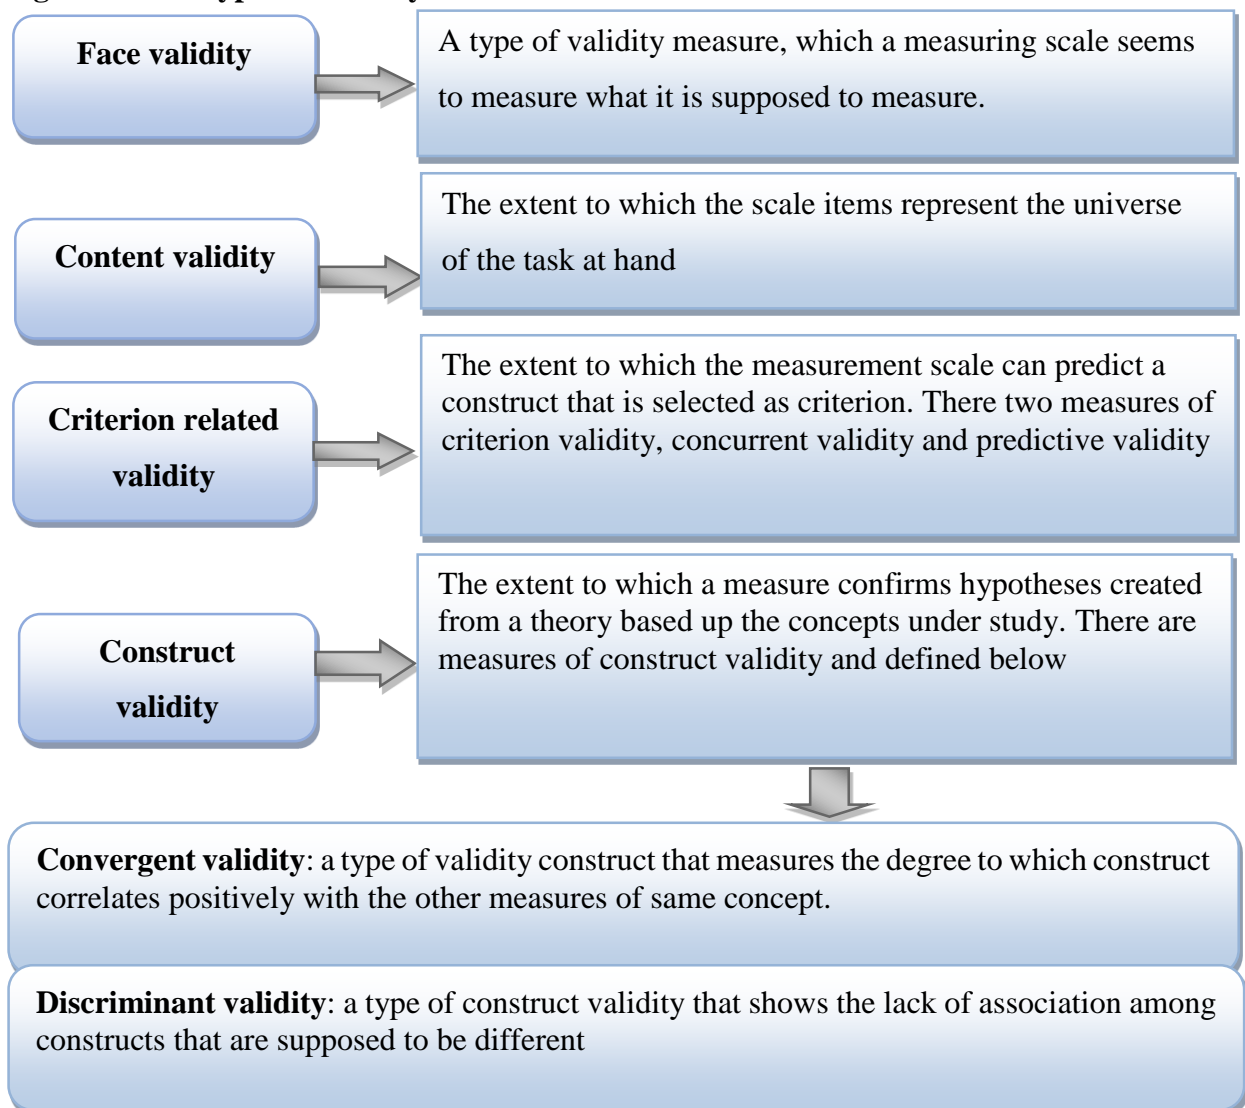 Face validity
A type of validity measure, which a measuring scale seems
to measure what it is supposed to measure.
Content validity
The extent to which the scale items represent the universe
of the task at hand
Criterion related
validity
The extent to which the measurement scale can predict a
construct that is selected as criterion. There two measures of
criterion validity, concurrent validity and predictive validity
Construct
validity
The extent to which a measure confirms hypotheses created
from a theory based up the concepts under study. There are
measures of construct validity and defined below
Convergent validity: a type of validity construct that measures the degree to which construct
correlates positively with the other measures of same concept.
Discriminant validity: a type of construct validity that shows the lack of association among
constructs that are supposed to be different